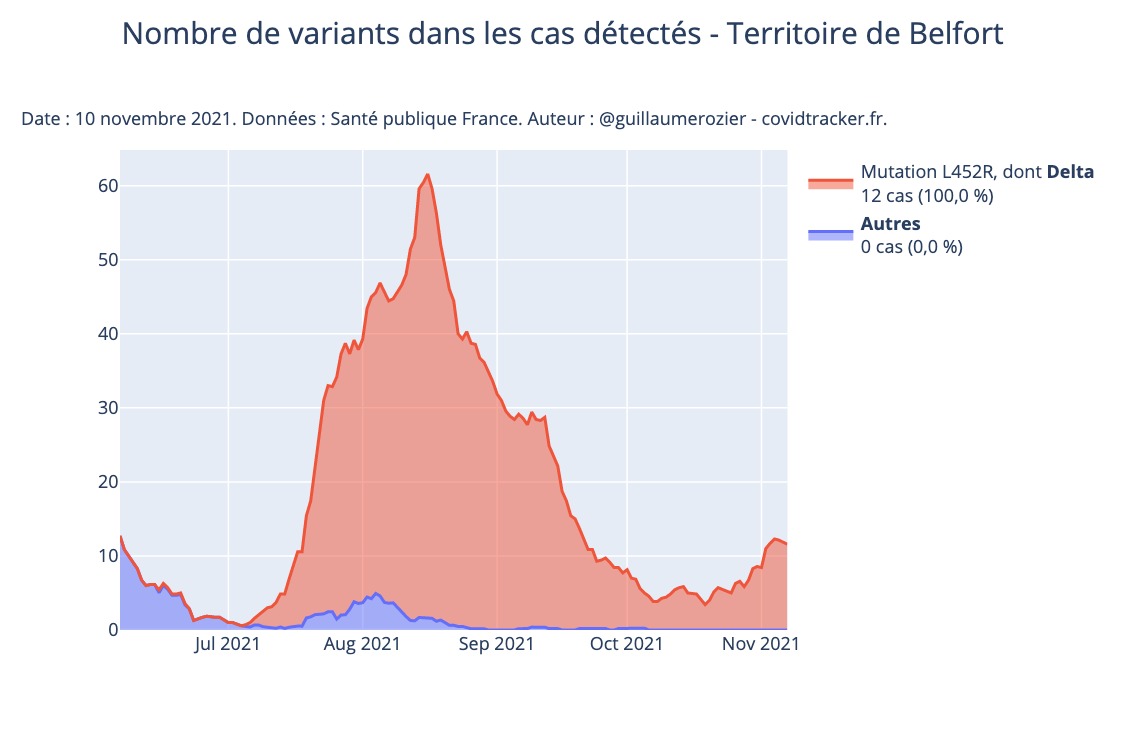 Nombre de variants dans les cas détectés - Territoire de Belfort
Date : 10 novembre 2021. Données : Santé publique France. Auteur : @guillaumerozier - covidtracker.fr.
Mutation L452R, dont Delta
12 cas (100,0 %)
Autres
0 cas (0,0 %)
60
50
40
30
20
10
0
Jul 2021
Aug 2021
Sep 2021
Oct 2021
Nov 2021